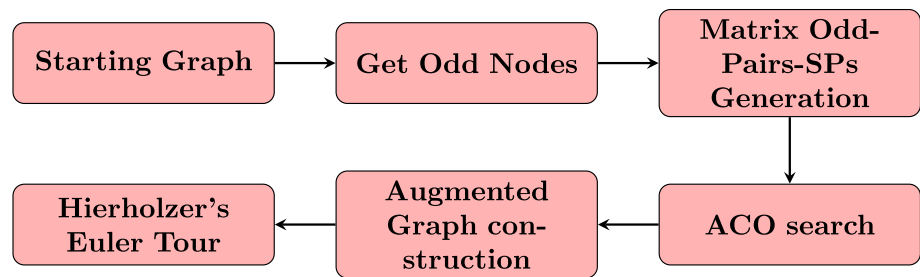 Starting Graph
Get Odd Nodes
Matrix Odd-
Pairs-SPs
Generation
Hierholzer's
Euler Tour
Augmented
Graph con-
struction
ACO search